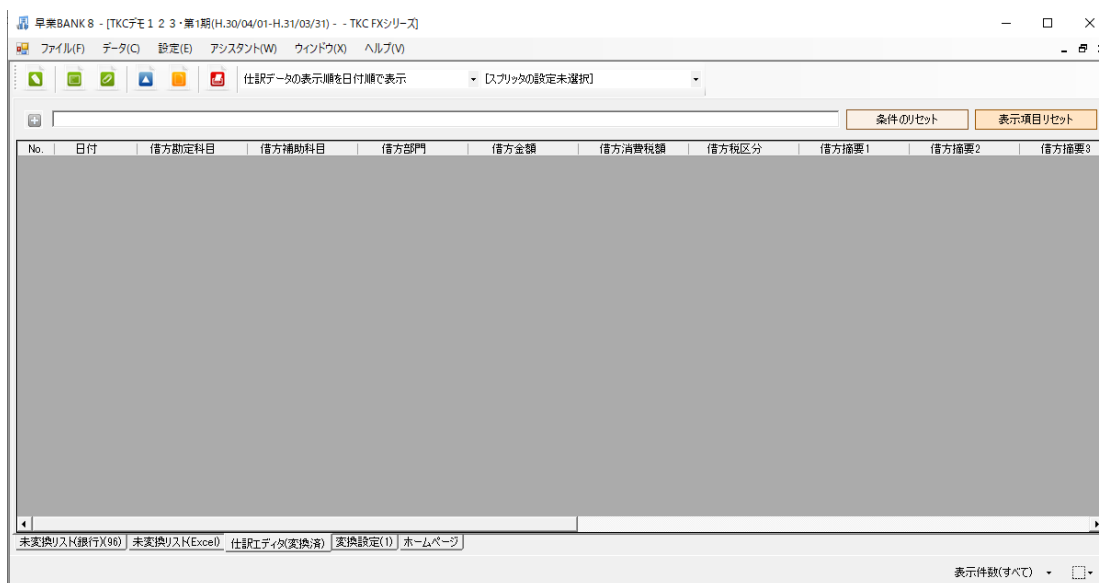 早業BANK 8 - [TKCデモ１２３・第1期(H.30/04/01-H.31/03/31) - - TKC FXシリーズ]
ファイル(F) データ(C) 設定(E) アシスタント(W) ウィンドウ(X) ヘルプ(V)
仕訳データの表示順を日付順で表示 [スプリッタの設定未選択]
条件のリセット 表示項目リセット
No. 日付 借方勘定科目 借方補助科目 借方部門 借方金額 借方消費税額 借方税区分 借方摘要1 借方摘要2 借方摘要3
未変換リスト(銀行)(96) 未変換リスト(Excel) 仕訳エディタ(変換済) 変換設定(1) ホームページ
表示件数(すべて)